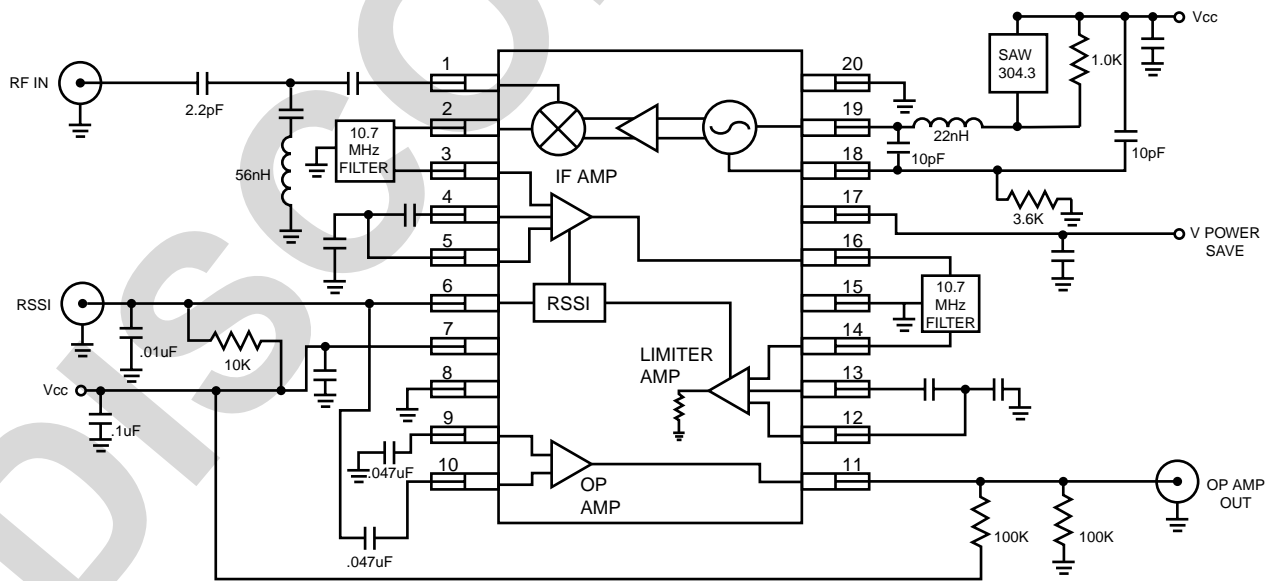 Vcc
SAW
304.3
1.0K
RF IN
2.2pF
1
20
2
19
22nH
10.7
MHz
FILTER
10pF
10pF
3
18
56nH
IF AMP
4
17
3.6K
5
16
V POWER
SAVE
RSSI
6
RSSI
15
10.7
MHz
FILTER
.01uF
10K
7
14
LIMITER
AMP
Vcc
8
13
.1uF
9
12
.047uF
10
OP
AMP
11
OP AMP
OUT
.047uF
100K
100K
DISCO